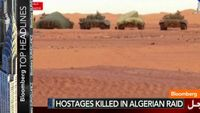 Bloomberg
TOP HEADLINES
Bloomberg
HOSTAGES KILLED IN ALGERIAN RAID